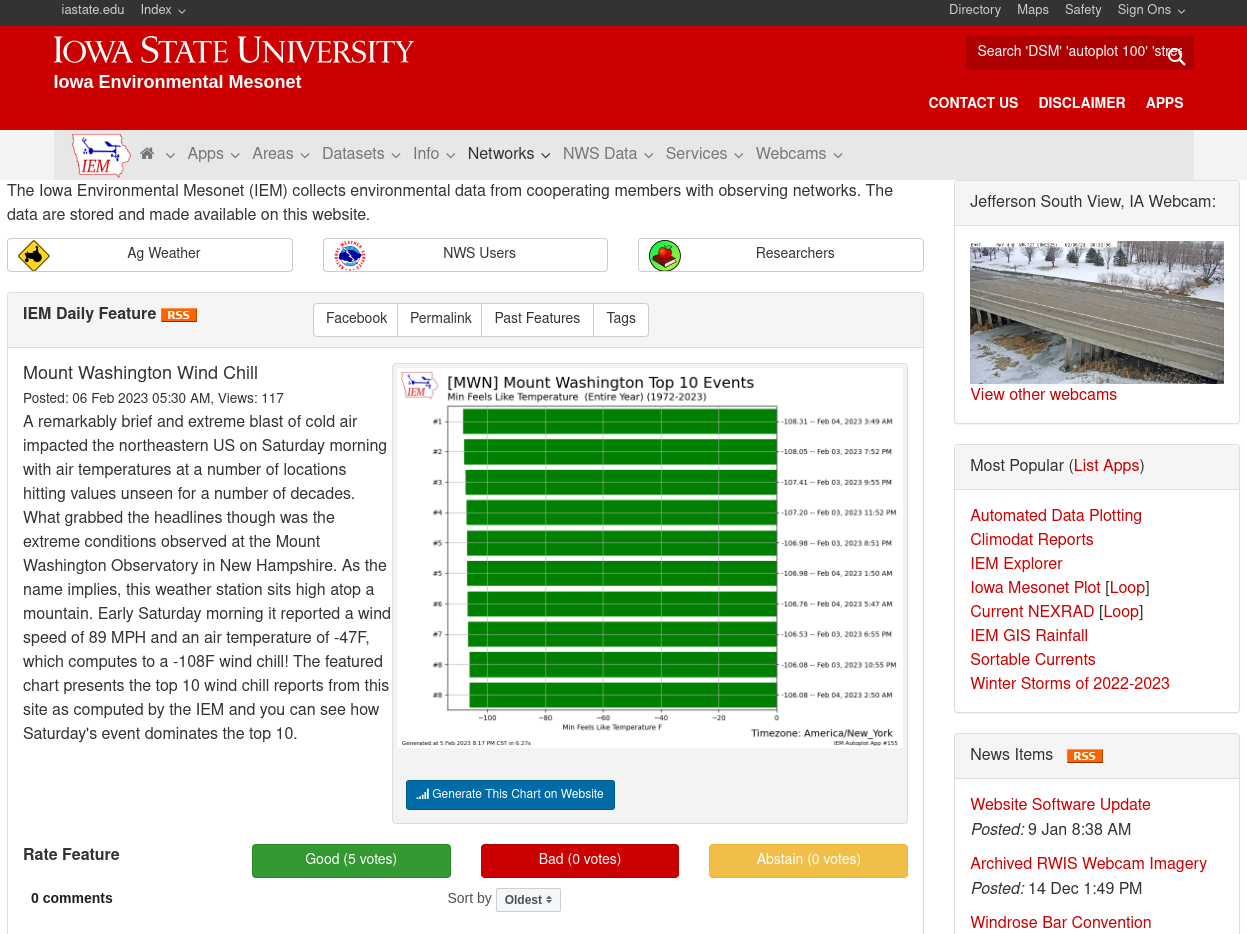 iastate.edu Index
Directory Maps Safety Sign Ons
IOWA STATE UNIVERSITY
Iowa Environmental Mesonet
Search 'DSM' 'autoplot 100' 'stre
CONTACT US DISCLAIMER APPS
IEM Apps Areas Datasets Info Networks NWS Data Services Webcams
The Iowa Environmental Mesonet (IEM) collects environmental data from cooperating members with observing networks. The
data are stored and made available on this website.
Ag Weather
NWS Users
Researchers
IEM Daily Feature RSS
Facebook Permalink Past Features Tags
Mount Washington Wind Chill
Posted: 06 Feb 2023 05:30 AM, Views: 117
A remarkably brief and extreme blast of cold air
impacted the northeastern US on Saturday morning
with air temperatures at a number of locations
hitting values unseen for a number of decades.
What grabbed the headlines though was the
extreme conditions observed at the Mount
Washington Observatory in New Hampshire. As the
name implies, this weather station sits high atop a
mountain. Early Saturday morning it reported a wind
speed of 89 MPH and an air temperature of -47F,
which computes to a -108F wind chill! The featured
chart presents the top 10 wind chill reports from this
site as computed by the IEM and you can see how
Saturday's event dominates the top 10.
IEM
[MWN] Mount Washington Top 10 Events
Min Feels Like Temperature (Entire Year) (1972-2023)
#1 -108.31 -- Feb 04, 2023 3:49 AM
#2 -108.05 -- Feb 03, 2023 7:52 PM
#3 -107.41 -- Feb 03, 2023 9:55 PM
#4 -107.20 -- Feb 03, 2023 11:52 PM
#5 -106.98 -- Feb 03, 2023 8:51 PM
#5 -106.98 -- Feb 04, 2023 1:50 AM
#6 -106.76 -- Feb 04, 2023 5:47 AM
#7 -106.53 -- Feb 03, 2023 6:55 PM
#8 -106.08 -- Feb 03, 2023 10:55 PM
#8 -106.08 -- Feb 04, 2023 2:50 AM
−100 −80 −60 −40 −20 0
Min Feels Like Temperature F
Timezone: America/New_York
Generated at 5 Feb 2023 8:17 PM CST in 6.27s
IEM Autoplot App #155
Generate This Chart on Website
Rate Feature
Good (5 votes)
Bad (0 votes)
Abstain (0 votes)
0 comments
Sort by Oldest
Jefferson South View, IA Webcam:
View other webcams
Most Popular (List Apps)
Automated Data Plotting
Climodat Reports
IEM Explorer
Iowa Mesonet Plot [Loop]
Current NEXRAD [Loop]
IEM GIS Rainfall
Sortable Currents
Winter Storms of 2022-2023
News Items RSS
Website Software Update
Posted: 9 Jan 8:38 AM
Archived RWIS Webcam Imagery
Posted: 14 Dec 1:49 PM
Windrose Bar Convention